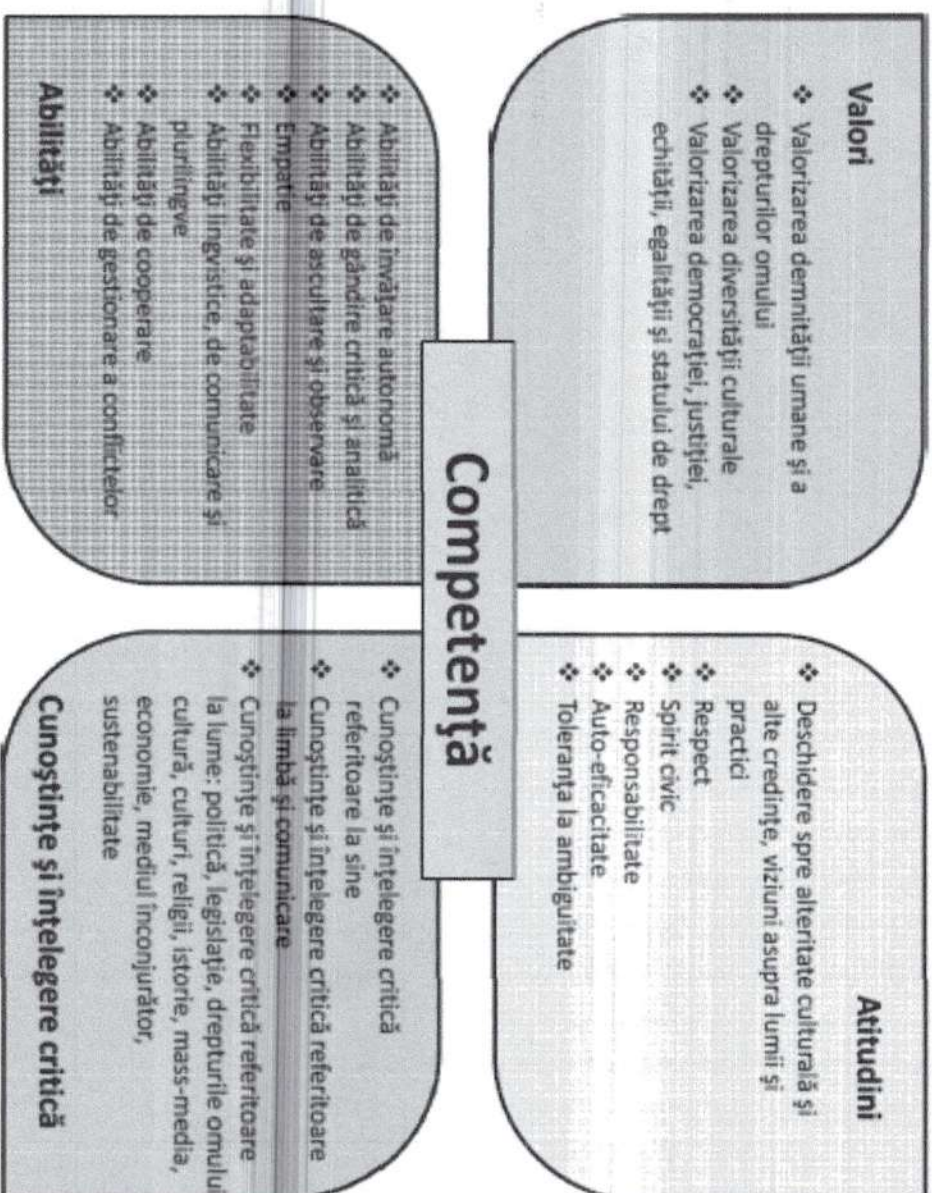 Valori
❖ Valorizarea demnității umane și a
drepturilor omului
❖ Valorizarea diversității culturale
❖ Valorizarea democrației, justiției,
echității, egalității și statului de drept
Atitudini
❖ Deschidere spre alteritate culturală și
alte credințe, viziuni asupra lumii și
practici
❖ Respect
❖ Spirit civic
❖ Responsabilitate
❖ Auto-eficacitate
❖ Toleranța la ambiguitate
Competență
❖ Abilități de învățare autonomă
❖ Abilități de gândire critică și analitică
❖ Abilități de ascultare și observare
❖ Empatie
❖ Flexibilitate și adaptabilitate
❖ Abilități lingvistice, de comunicare și
plurilingve
❖ Abilități de cooperare
❖ Abilități de gestionare a conflictelor
Abilități
❖ Cunoștințe și înțelegere critică
referitoare la sine
❖ Cunoștințe și înțelegere critică referitoare
la limbă și comunicare
❖ Cunoștințe și înțelegere critică referitoare
la lume: politică, legislație, drepturile omului
cultură, culturi, religii, istorie, mass-media,
economie, mediul înconjurător,
sustenabilitate
Cunoștințe și înțelegere critică